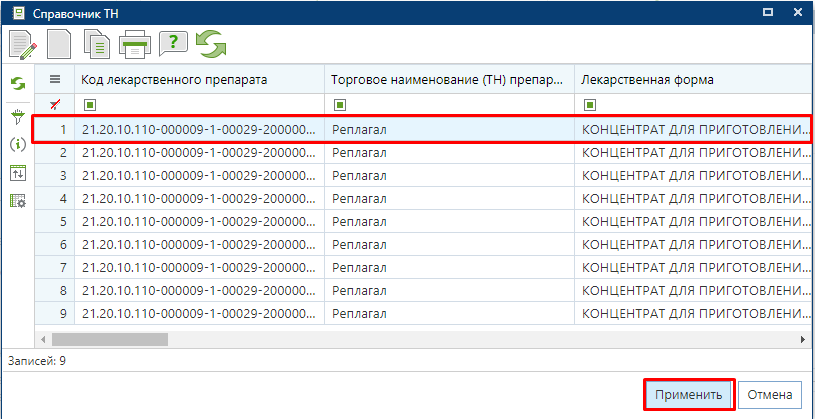 Справочник ТН
Код лекарственного препарата Торговое наименование (ТН) препар... Лекарственная форма
1 21.20.10.110-000009-1-00029-200000... Реплагал КОНЦЕНТРАТ ДЛЯ ПРИГОТОВЛЕНИ...
2 21.20.10.110-000009-1-00029-200000... Реплагал КОНЦЕНТРАТ ДЛЯ ПРИГОТОВЛЕНИ...
3 21.20.10.110-000009-1-00029-200000... Реплагал КОНЦЕНТРАТ ДЛЯ ПРИГОТОВЛЕНИ...
4 21.20.10.110-000009-1-00029-200000... Реплагал КОНЦЕНТРАТ ДЛЯ ПРИГОТОВЛЕНИ...
5 21.20.10.110-000009-1-00029-200000... Реплагал КОНЦЕНТРАТ ДЛЯ ПРИГОТОВЛЕНИ...
6 21.20.10.110-000009-1-00029-200000... Реплагал КОНЦЕНТРАТ ДЛЯ ПРИГОТОВЛЕНИ...
7 21.20.10.110-000009-1-00029-200000... Реплагал КОНЦЕНТРАТ ДЛЯ ПРИГОТОВЛЕНИ...
8 21.20.10.110-000009-1-00029-200000... Реплагал КОНЦЕНТРАТ ДЛЯ ПРИГОТОВЛЕНИ...
9 21.20.10.110-000009-1-00029-200000... Реплагал КОНЦЕНТРАТ ДЛЯ ПРИГОТОВЛЕНИ...
Записей: 9
Применить Отмена